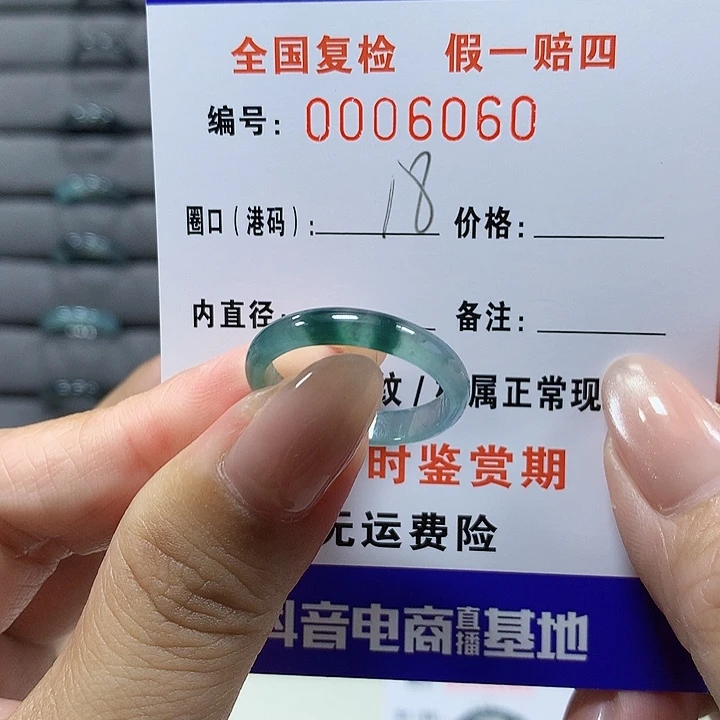 全国复检 假一赔四
编号: 0006060
圈口(港码): 18 价格:
内直径: 备注:
纹/ 属正常现
时鉴赏期
无运费险
抖音电商直播基地